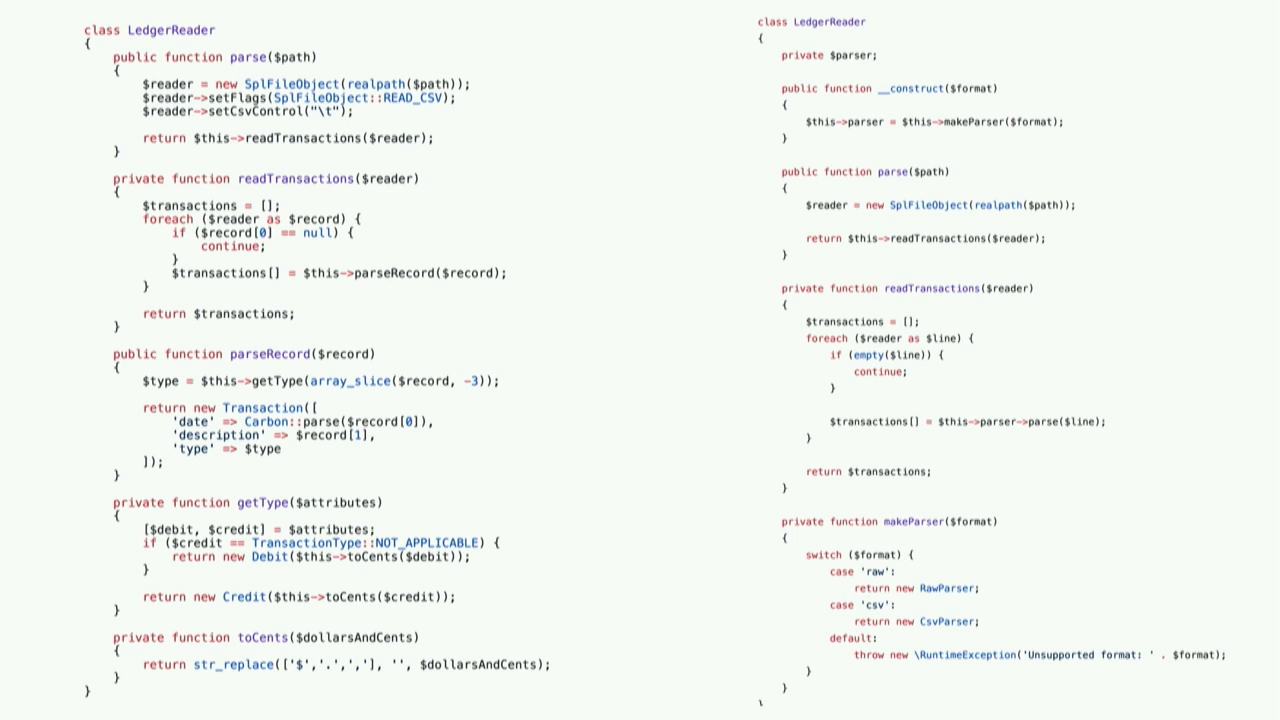 class LedgerReader
{
    public function parse($path)
    {
        $reader = new SplFileObject(realpath($path));
        $reader->setFlags(SplFileObject::READ_CSV);
        $reader->setCsvControl("\t");

        return $this->readTransactions($reader);
    }

    private function readTransactions($reader)
    {
        $transactions = [];
        foreach ($reader as $record) {
            if ($record[0] == null) {
                continue;
            }
            $transactions[] = $this->parseRecord($record);
        }

        return $transactions;
    }

    public function parseRecord($record)
    {
        $type = $this->getType(array_slice($record, -3));

        return new Transaction([
            'date' => Carbon::parse($record[0]),
            'description' => $record[1],
            'type' => $type
        ]);
    }

    private function getType($attributes)
    {
        [$debit, $credit] = $attributes;
        if ($credit == TransactionType::NOT_APPLICABLE) {
            return new Debit($this->toCents($debit));
        }

        return new Credit($this->toCents($credit));
    }

    private function toCents($dollarsAndCents)
    {
        return str_replace(['$','.',','], '', $dollarsAndCents);
    }
}
class LedgerReader
{
    private $parser;

    public function __construct($format)
    {
        $this->parser = $this->makeParser($format);
    }

    public function parse($path)
    {
        $reader = new SplFileObject(realpath($path));

        return $this->readTransactions($reader);
    }

    private function readTransactions($reader)
    {
        $transactions = [];
        foreach ($reader as $line) {
            if (empty($line)) {
                continue;
            }

            $transactions[] = $this->parser->parse($line);
        }

        return $transactions;
    }

    private function makeParser($format)
    {
        switch ($format) {
            case 'raw':
                return new RawParser;
            case 'csv':
                return new CsvParser;
            default:
                throw new \RuntimeException('Unsupported format: ' . $format);
        }
    }